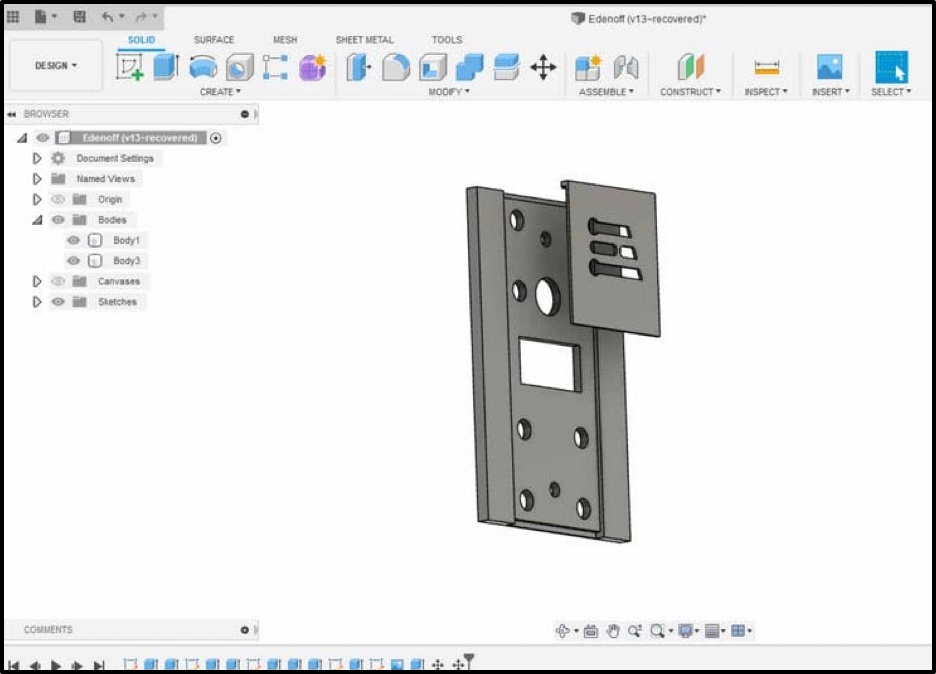 Edenoff (v13~recovered)*
SOLID SURFACE MESH SHEET METAL TOOLS
DESIGN
CREATE MODIFY ASSEMBLE CONSTRUCT INSPECT INSERT SELECT
BROWSER
Edenoff (v13~recovered)
Document Settings
Named Views
Origin
Bodies
Body1
Body3
Canvases
Sketches
COMMENTS